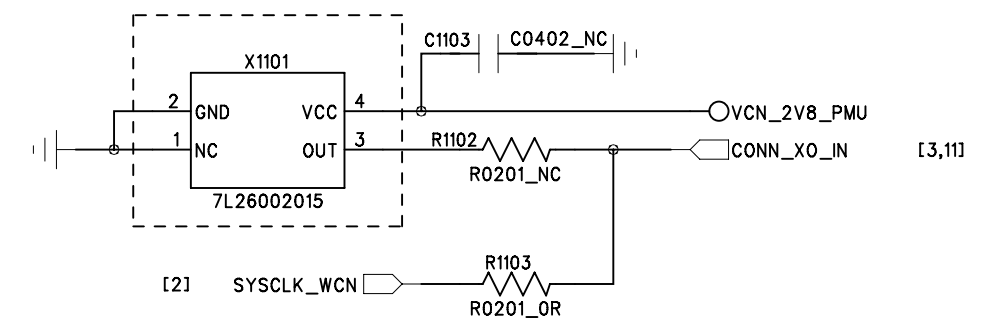 C1103 C0402_NC
X1101
2 GND VCC 4 VCN_2V8_PMU
1 NC OUT 3 R1102 CONN_XO_IN [3,11]
R0201_NC
7L26002015
R1103
[2] SYSCLK_WCN
R0201_0R